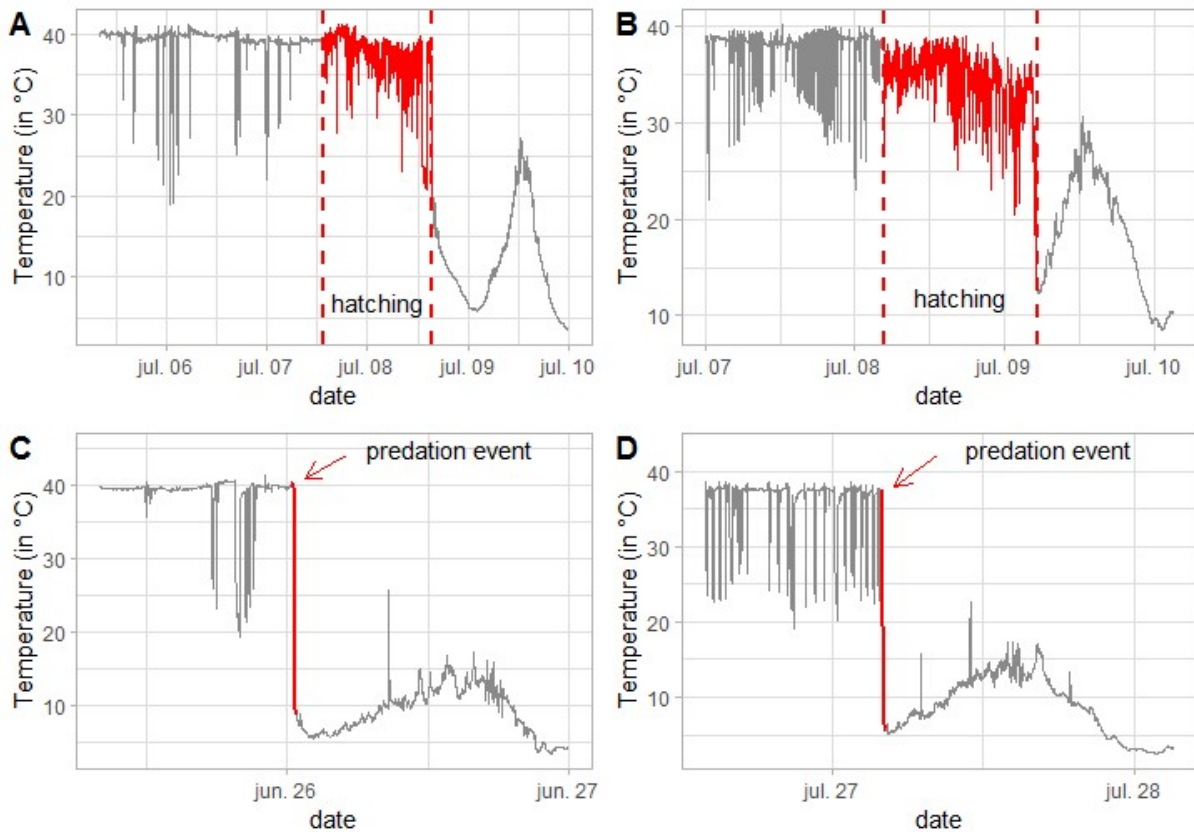 A
Temperature (in °C)
40
30
20
10
hatching
jul. 06
jul. 07
jul. 08
jul. 09
jul. 10
date
B
Temperature (in °C)
40
30
20
10
hatching
jul. 07
jul. 08
jul. 09
jul. 10
date
C
predation event
Temperature (in °C)
40
30
20
10
jun. 26
jun. 27
date
D
predation event
Temperature (in °C)
40
30
20
10
jul. 27
jul. 28
date